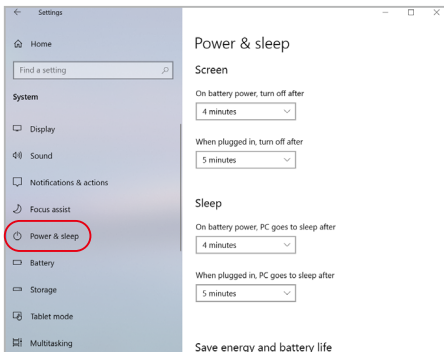 Settings
Home
Find a setting
System
Display
Sound
Notifications & actions
Focus assist
Power & sleep
Battery
Storage
Tablet mode
Multitasking
Power & sleep
Screen
On battery power, turn off after
4 minutes
When plugged in, turn off after
5 minutes
Sleep
On battery power, PC goes to sleep after
4 minutes
When plugged in, PC goes to sleep after
5 minutes
Save energy and battery life